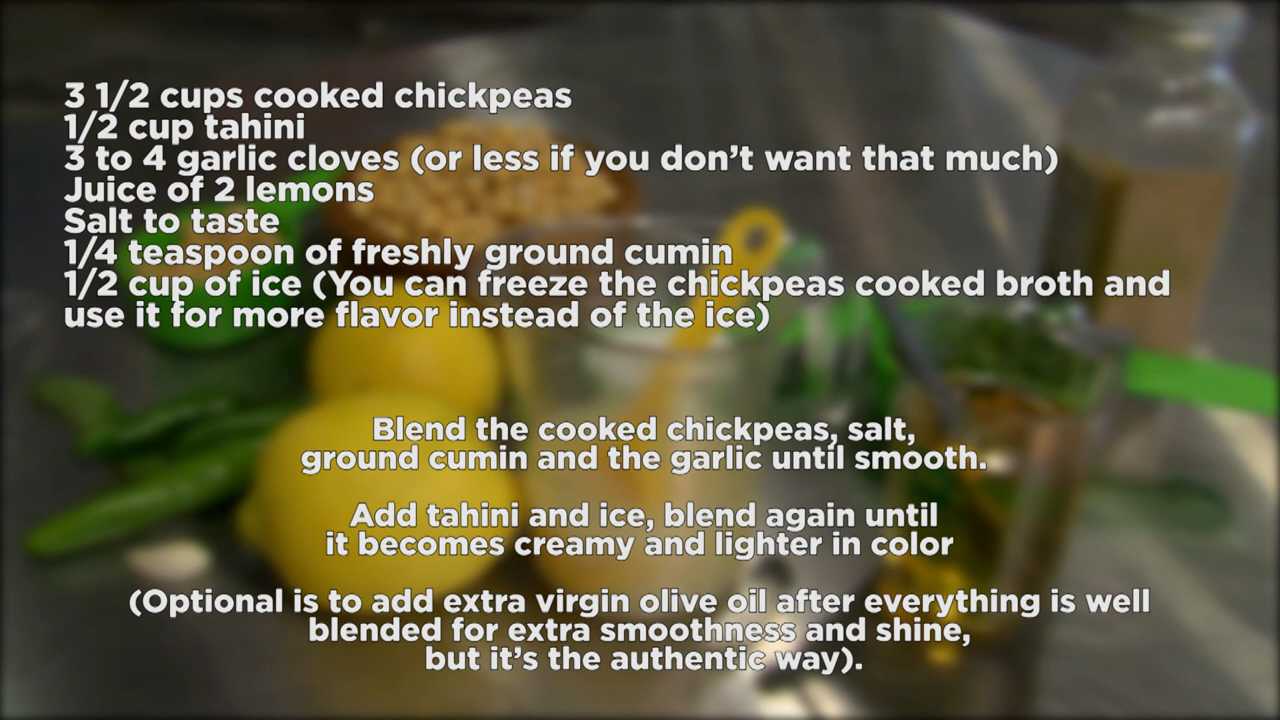 3 1/2 cups cooked chickpeas
1/2 cup tahini
3 to 4 garlic cloves (or less if you don’t want that much)
Juice of 2 lemons
Salt to taste
1/4 teaspoon of freshly ground cumin
1/2 cup of ice (You can freeze the chickpeas cooked broth and
use it for more flavor instead of the ice)
Blend the cooked chickpeas, salt,
ground cumin and the garlic until smooth.
Add tahini and ice, blend again until
it becomes creamy and lighter in color
(Optional is to add extra virgin olive oil after everything is well
blended for extra smoothness and shine,
but it’s the authentic way).